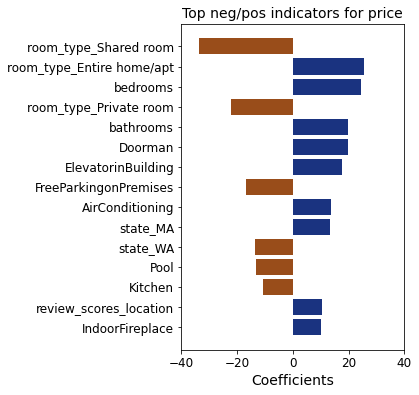 Top neg/pos indicators for price
room_type_Shared room
room_type_Entire home/apt
bedrooms
room_type_Private room
bathrooms
Doorman
ElevatorinBuilding
FreeParkingonPremises
AirConditioning
state_MA
state_WA
Pool
Kitchen
review_scores_location
IndoorFireplace
−40 −20 0 20 40
Coefficients